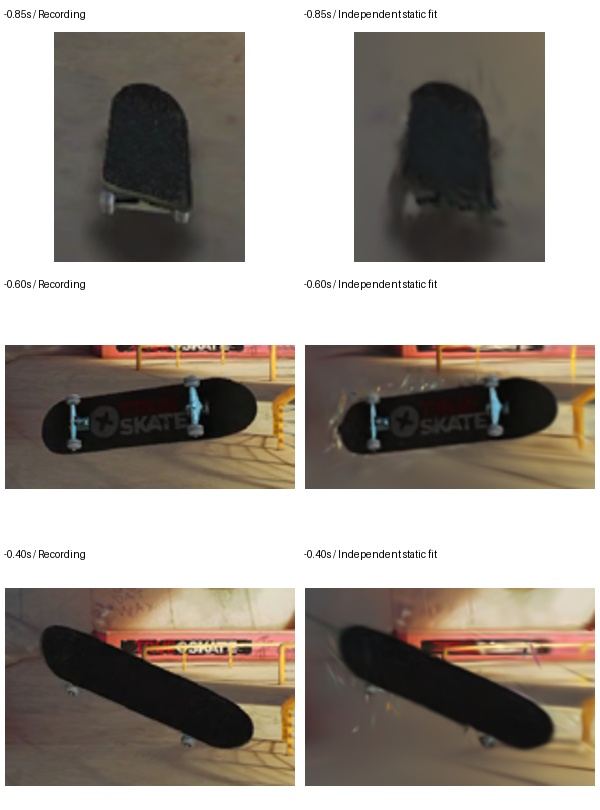 -0.85s / Recording
-0.85s / Independent static fit
-0.60s / Recording
-0.60s / Independent static fit
SKATE
SKATE
SKATE
-0.40s / Recording
-0.40s / Independent static fit
SKATE